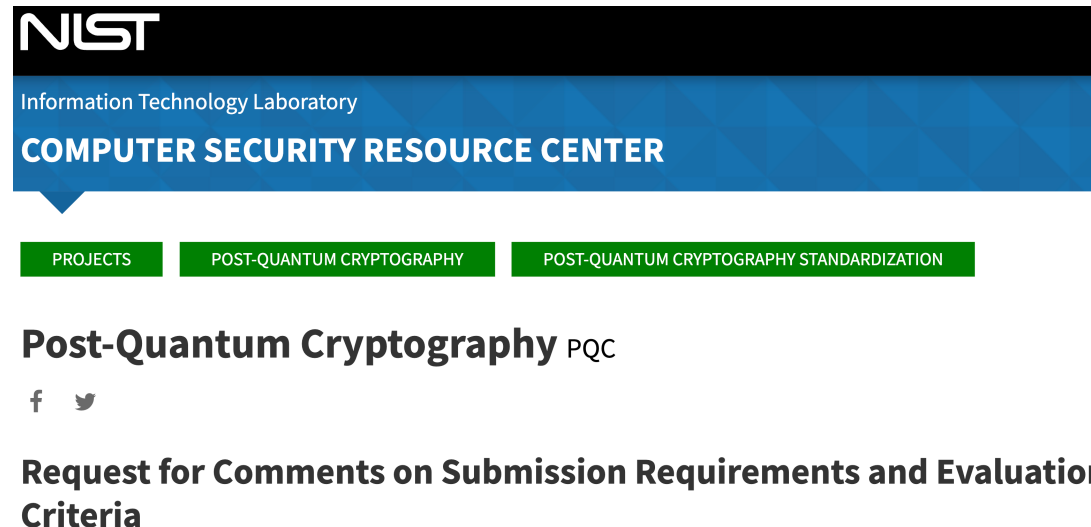 NIST
Information Technology Laboratory
COMPUTER SECURITY RESOURCE CENTER
PROJECTS
POST-QUANTUM CRYPTOGRAPHY
POST-QUANTUM CRYPTOGRAPHY STANDARDIZATION
Post-Quantum Cryptography PQC
Request for Comments on Submission Requirements and Evaluation
Criteria